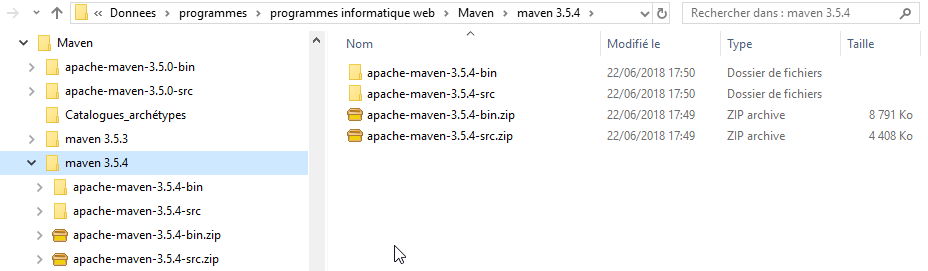 « Donnees > programmes > programmes informatique web > Maven > maven 3.5.4 >
Rechercher dans : maven 3.5.4
Maven
apache-maven-3.5.0-bin
apache-maven-3.5.0-src
Catalogues_archétypes
maven 3.5.3
maven 3.5.4
apache-maven-3.5.4-bin
apache-maven-3.5.4-src
apache-maven-3.5.4-bin.zip
apache-maven-3.5.4-src.zip
Nom Modifié le Type Taille
apache-maven-3.5.4-bin 22/06/2018 17:50 Dossier de fichiers
apache-maven-3.5.4-src 22/06/2018 17:50 Dossier de fichiers
apache-maven-3.5.4-bin.zip 22/06/2018 17:49 ZIP archive 8 791 Ko
apache-maven-3.5.4-src.zip 22/06/2018 17:49 ZIP archive 4 408 Ko